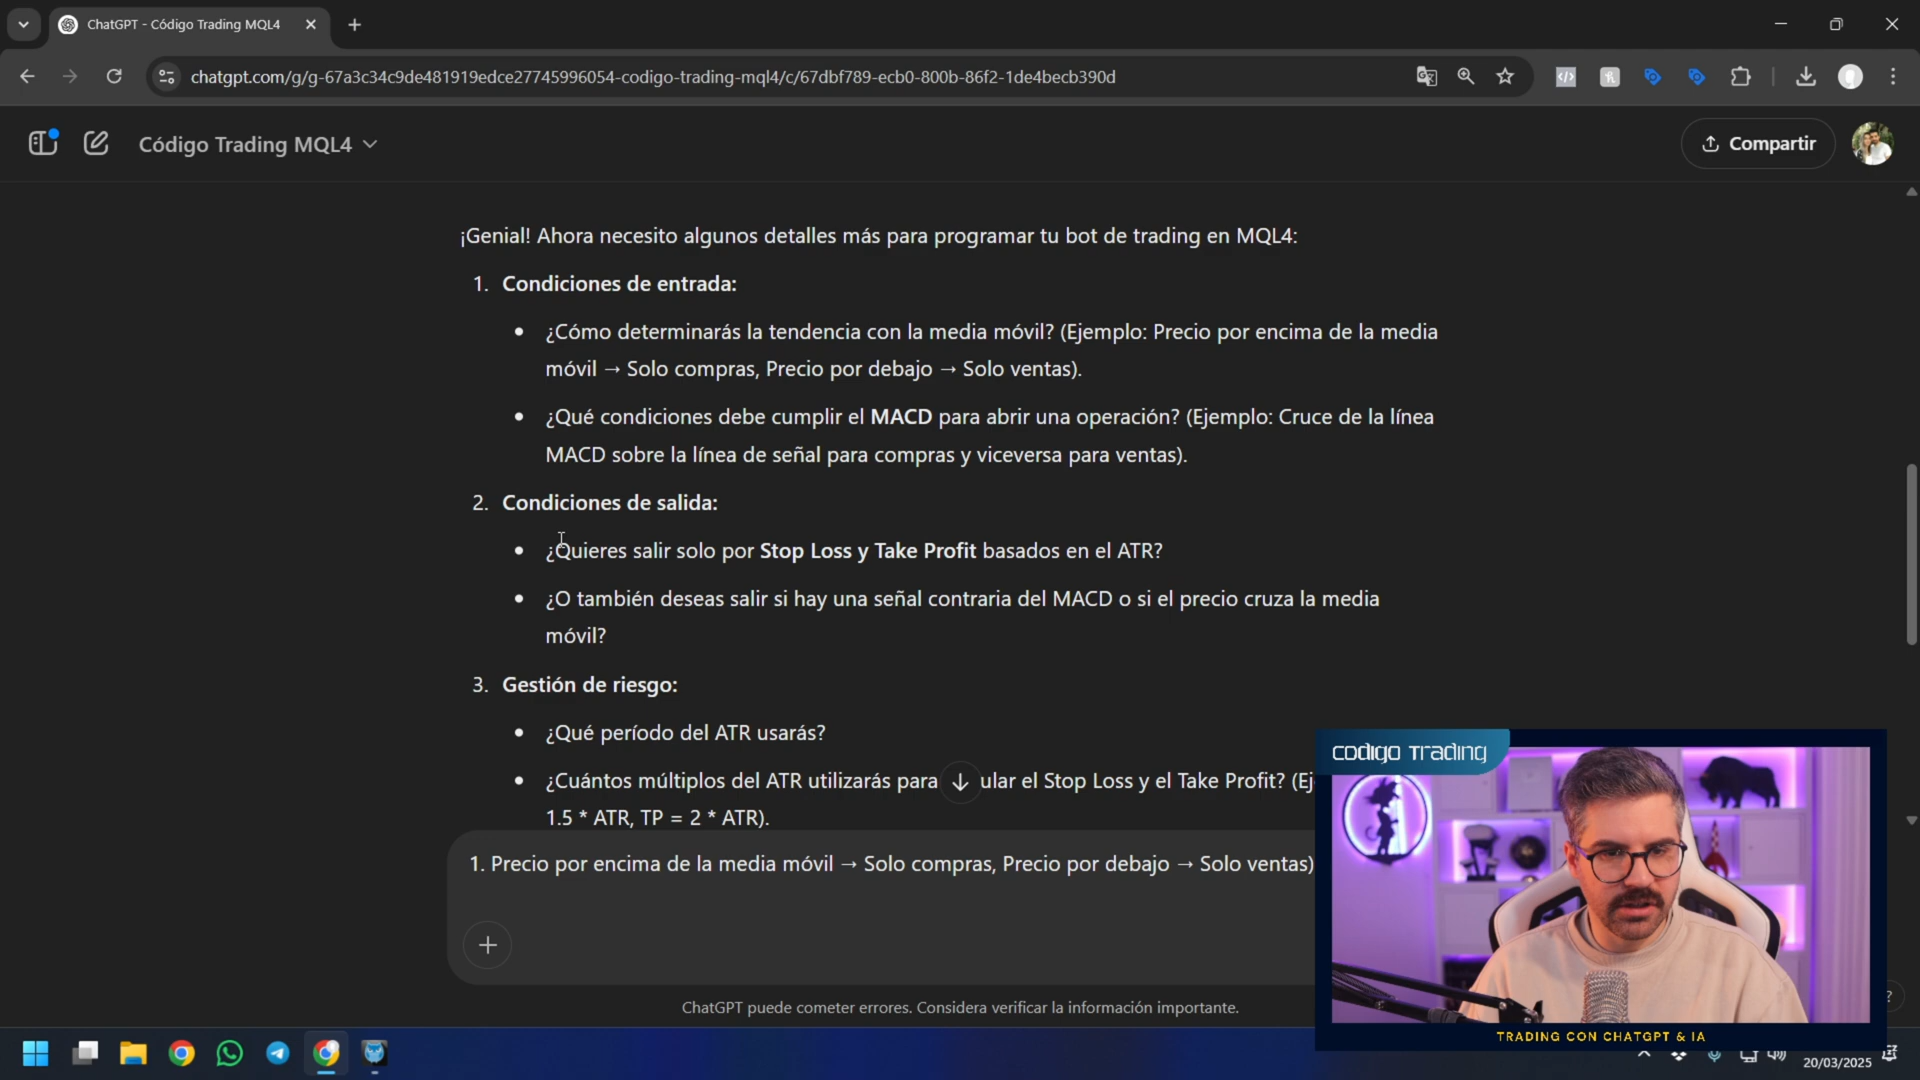 ChatGPT - Código Trading MQL4
chatgpt.com/g/g-67a3c34c9de481919edce27745996054-codigo-trading-mql4/c/67dbf789-ecb0-800b-86f2-1de4becb390d
Código Trading MQL4
Compartir
¡Genial! Ahora necesito algunos detalles más para programar tu bot de trading en MQL4:
1. Condiciones de entrada:
• ¿Cómo determinarás la tendencia con la media móvil? (Ejemplo: Precio por encima de la media
móvil → Solo compras, Precio por debajo → Solo ventas).
• ¿Qué condiciones debe cumplir el MACD para abrir una operación? (Ejemplo: Cruce de la línea
MACD sobre la línea de señal para compras y viceversa para ventas).
2. Condiciones de salida:
• ¿Quieres salir solo por Stop Loss y Take Profit basados en el ATR?
• ¿O también deseas salir si hay una señal contraria del MACD o si el precio cruza la media
móvil?
3. Gestión de riesgo:
• ¿Qué período del ATR usarás?
• ¿Cuántos múltiplos del ATR utilizarás para ular el Stop Loss y el Take Profit? (Ej
1.5 * ATR, TP = 2 * ATR).
1. Precio por encima de la media móvil → Solo compras, Precio por debajo → Solo ventas)
ChatGPT puede cometer errores. Considera verificar la información importante.
?
codigo Trading
TRADING CON CHATGPT & IA
20/03/2025